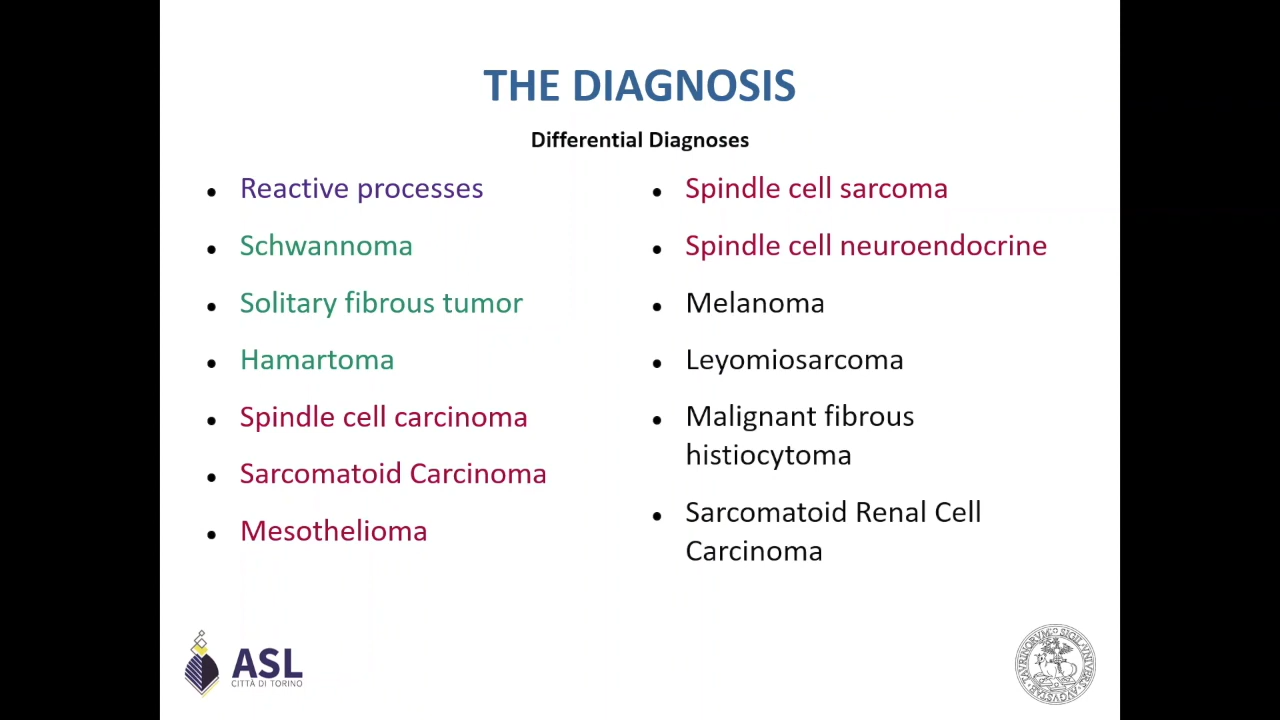 THE DIAGNOSIS
Differential Diagnoses
Reactive processes
Schwannoma
Solitary fibrous tumor
Hamartoma
Spindle cell carcinoma
Sarcomatoid Carcinoma
Mesothelioma
Spindle cell sarcoma
Spindle cell neuroendocrine
Melanoma
Leyomiosarcoma
Malignant fibrous
histiocytoma
Sarcomatoid Renal Cell
Carcinoma
ASL
CITTÀ DI TORINO